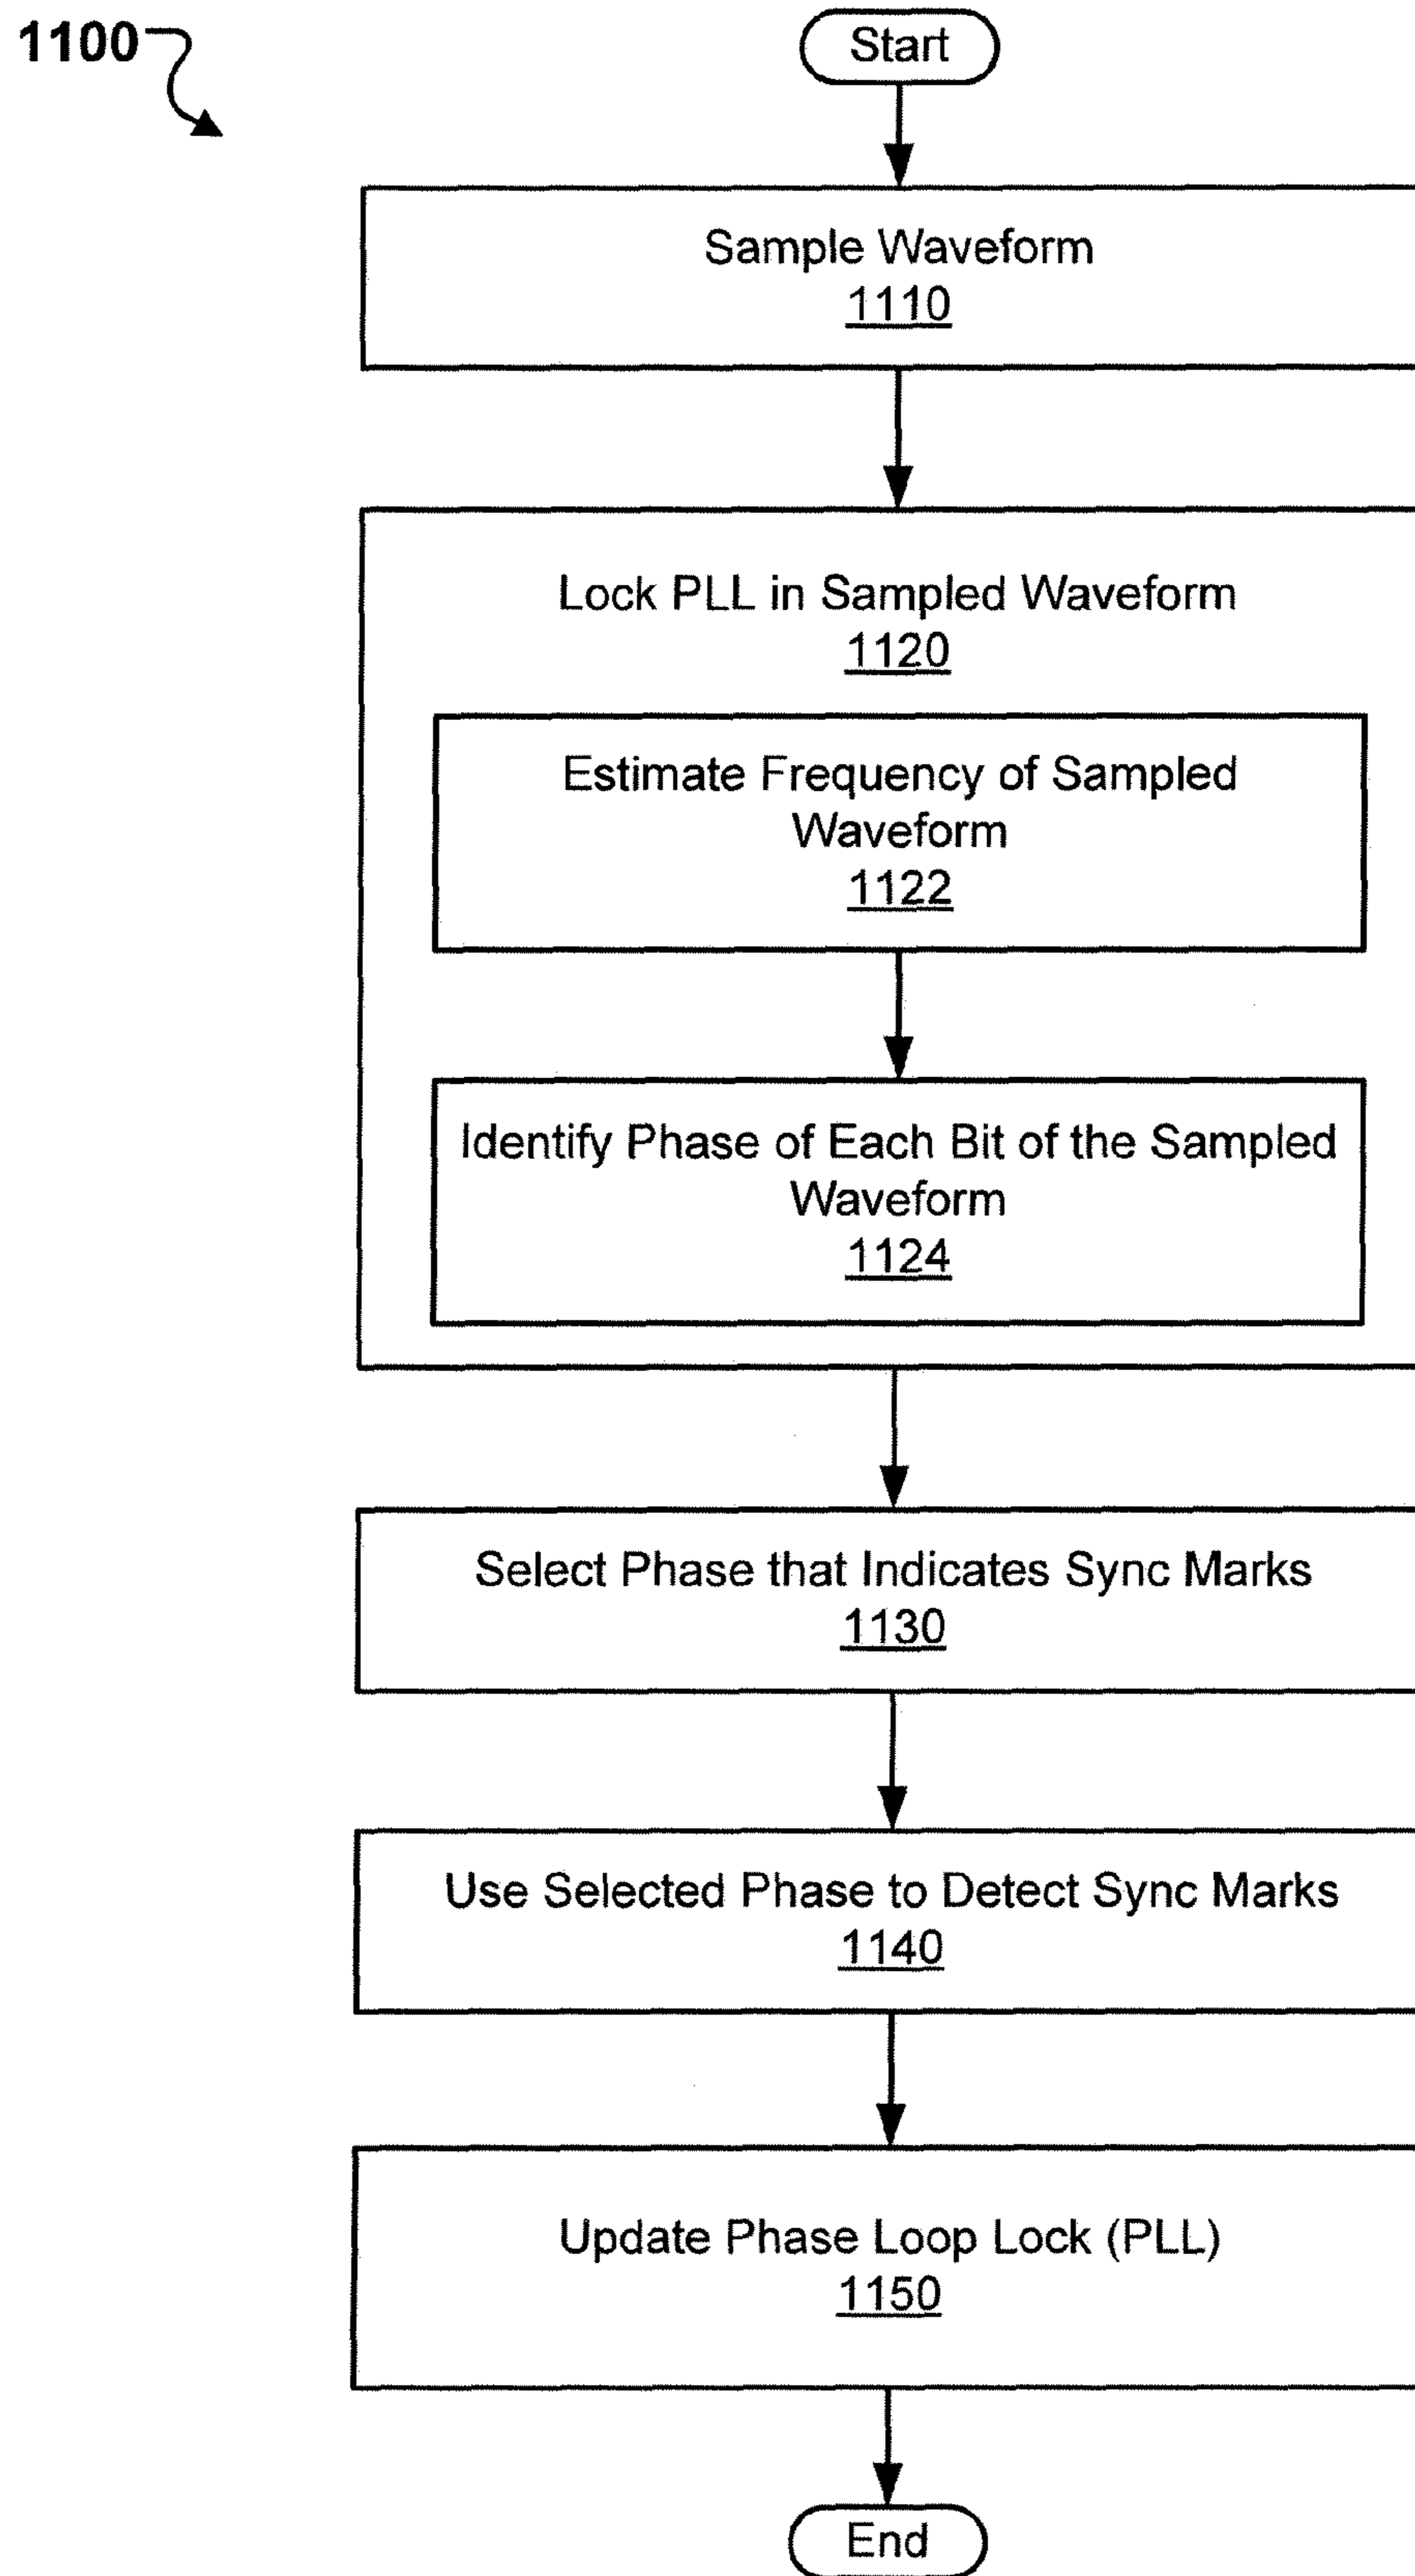 1100
Start
Sample Waveform
1110
Lock PLL in Sampled Waveform
1120
Estimate Frequency of Sampled
Waveform
1122
Identify Phase of Each Bit of the Sampled
Waveform
1124
Select Phase that Indicates Sync Marks
1130
Use Selected Phase to Detect Sync Marks
1140
Update Phase Loop Lock (PLL)
1150
End